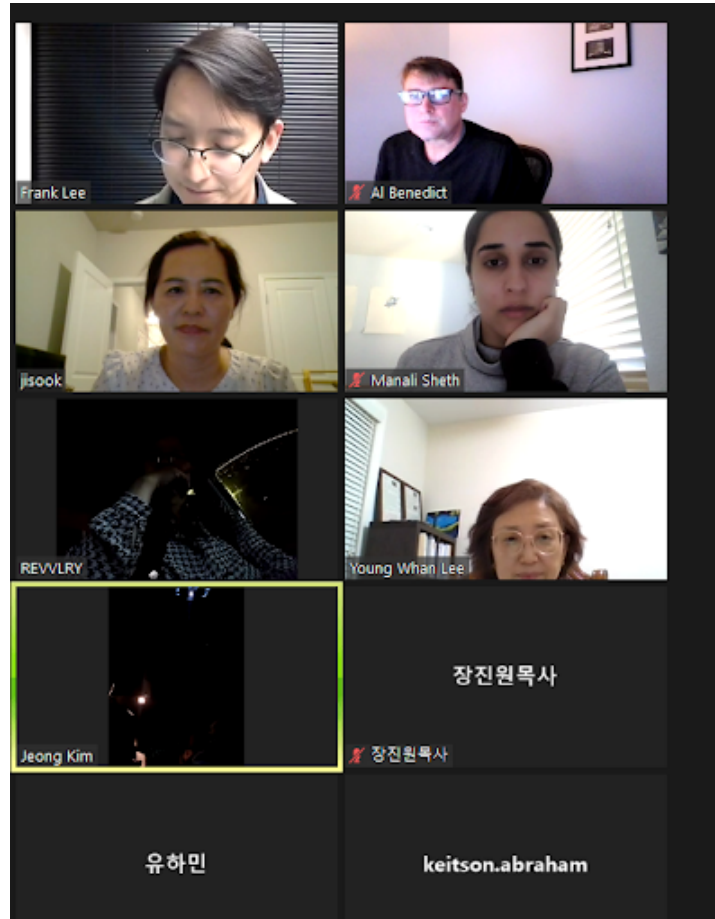 Frank Lee
Al Benedict
jisook
Manali Sheth
REVVLRY
Young Whan Lee
Jeong Kim
장진원목사
장진원목사
유하민
keitson.abraham